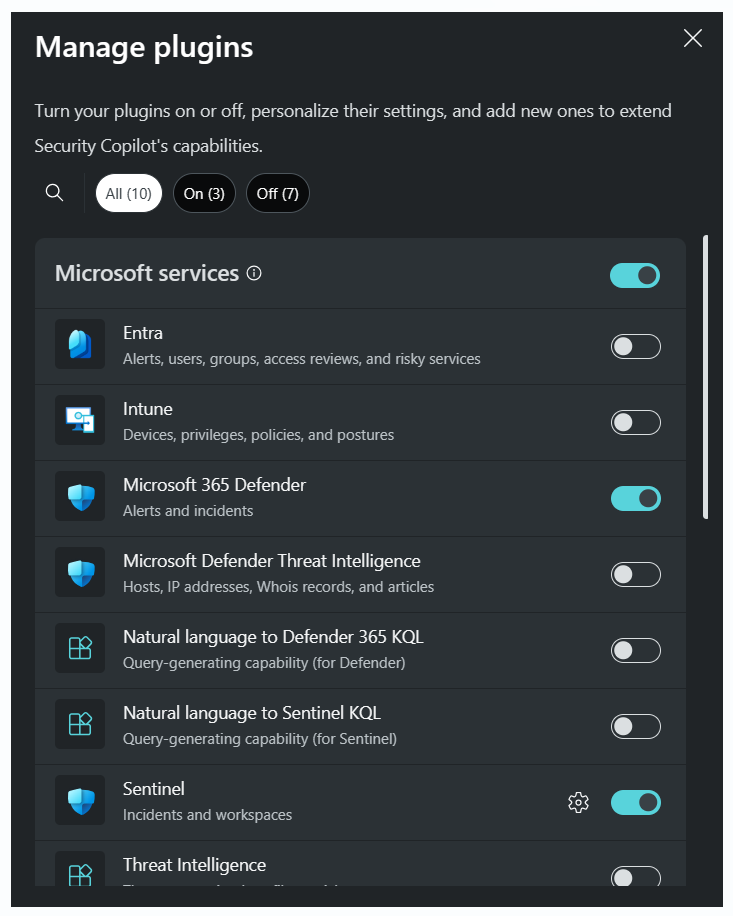 Manage plugins
Turn your plugins on or off, personalize their settings, and add new ones to extend
Security Copilot's capabilities.
All (10) On (3) Off (7)
Microsoft services
Entra
Alerts, users, groups, access reviews, and risky services
Intune
Devices, privileges, policies, and postures
Microsoft 365 Defender
Alerts and incidents
Microsoft Defender Threat Intelligence
Hosts, IP addresses, Whois records, and articles
Natural language to Defender 365 KQL
Query-generating capability (for Defender)
Natural language to Sentinel KQL
Query-generating capability (for Sentinel)
Sentinel
Incidents and workspaces
Threat Intelligence